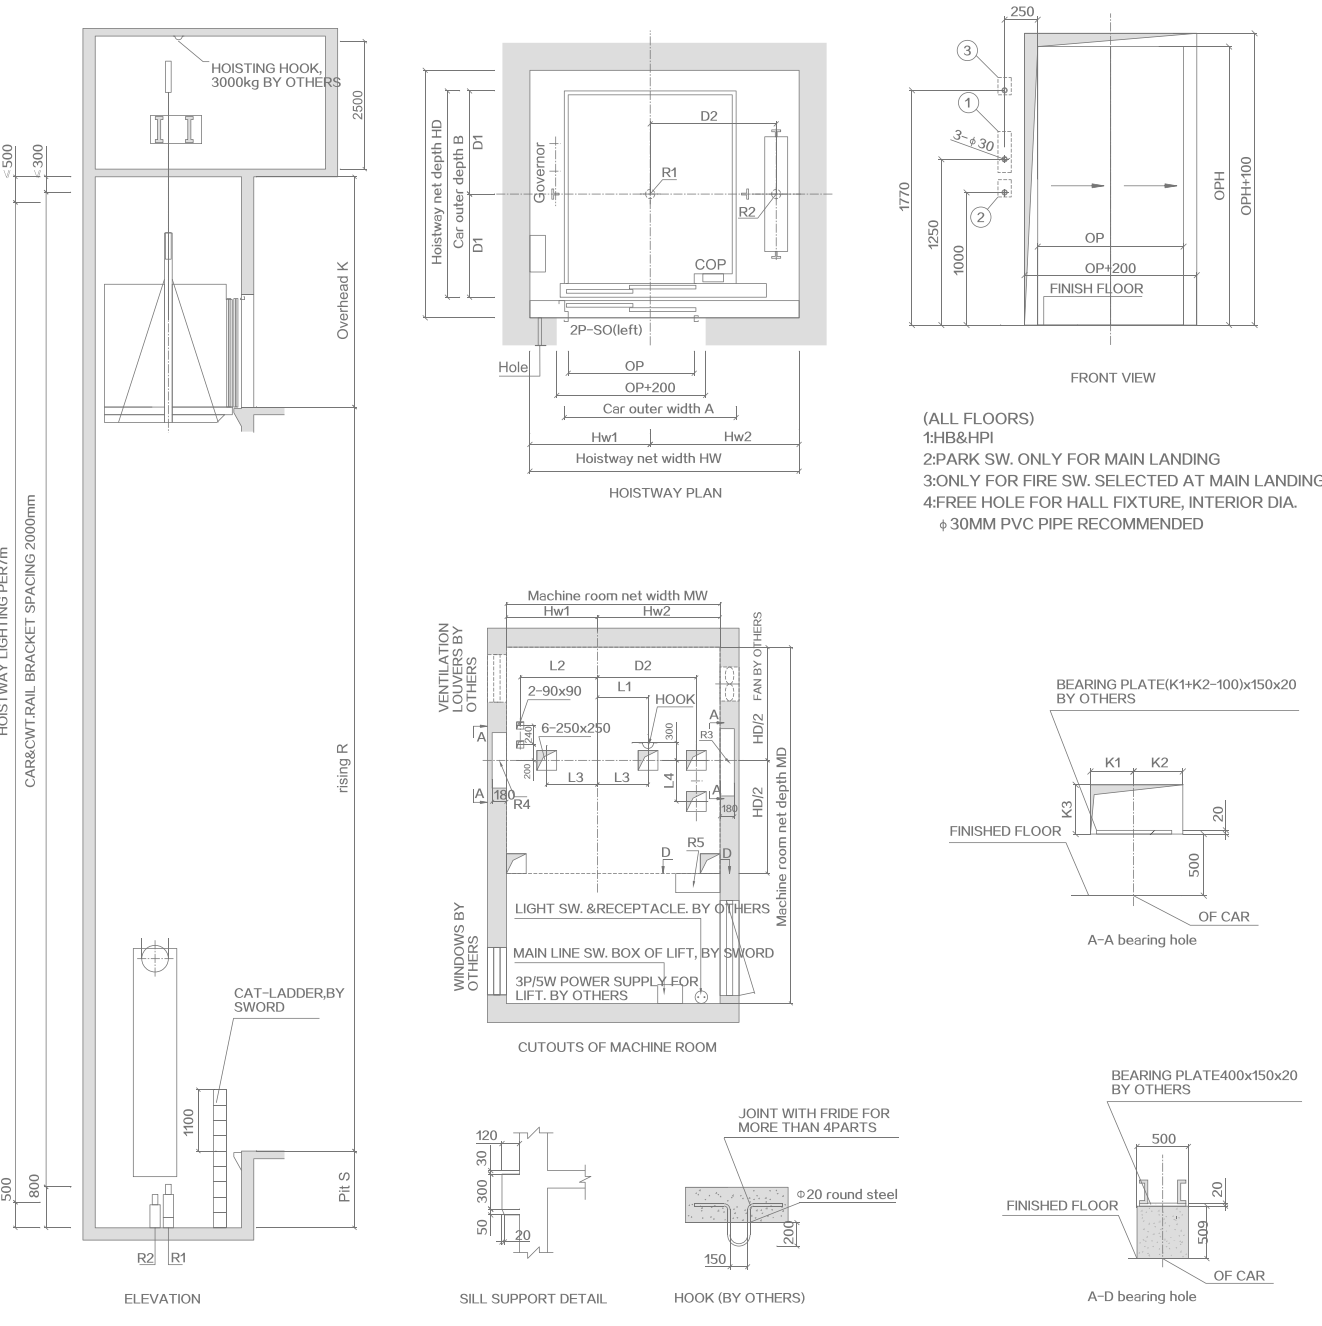 HOISTING HOOK,
3000kg BY OTHERS
2500
≤500
≤300
Overhead K
HOISTWAY LIGHTING PER7m
CAR&CWT.RAIL BRACKET SPACING 2000mm
rising R
CAT-LADDER,BY
SWORD
1100
500
800
Pit S
R2
R1
ELEVATION
Hoistway net depth HD
Car outer depth B
D1
D1
Governor
D2
R1
R2
COP
2P-SO(left)
Hole
OP
OP+200
Car outer width A
Hw1
Hw2
Hoistway net width HW
HOISTWAY PLAN
250
3
1
3-ϕ30
2
1770
1250
1000
OPH
OPH+100
OP
OP+200
FINISH FLOOR
FRONT VIEW
(ALL FLOORS)
1:HB&HPI
2:PARK SW. ONLY FOR MAIN LANDING
3:ONLY FOR FIRE SW. SELECTED AT MAIN LANDING
4:FREE HOLE FOR HALL FIXTURE, INTERIOR DIA.
ϕ30MM PVC PIPE RECOMMENDED
Machine room net width MW
Hw1
Hw2
VENTILATION
LOUVERS BY
OTHERS
FAN BY OTHERS
L2
D2
L1
2-90x90
HOOK
6-250x250
240
300
200
A
A
R3
HD/2
HD/2
L3
L3
L4
A
A
180
R4
180
Machine room net depth MD
R5
D
D
LIGHT SW. &RECEPTACLE. BY OTHERS
WINDOWS BY
OTHERS
MAIN LINE SW. BOX OF LIFT, BY SWORD
3P/5W POWER SUPPLY FOR
LIFT. BY OTHERS
CUTOUTS OF MACHINE ROOM
BEARING PLATE(K1+K2-100)x150x20
BY OTHERS
K1
K2
K3
20
FINISHED FLOOR
500
OF CAR
A-A bearing hole
120
30
300
50
20
SILL SUPPORT DETAIL
JOINT WITH FRIDE FOR
MORE THAN 4PARTS
Φ20 round steel
200
150
HOOK (BY OTHERS)
BEARING PLATE400x150x20
BY OTHERS
500
20
FINISHED FLOOR
509
OF CAR
A-D bearing hole